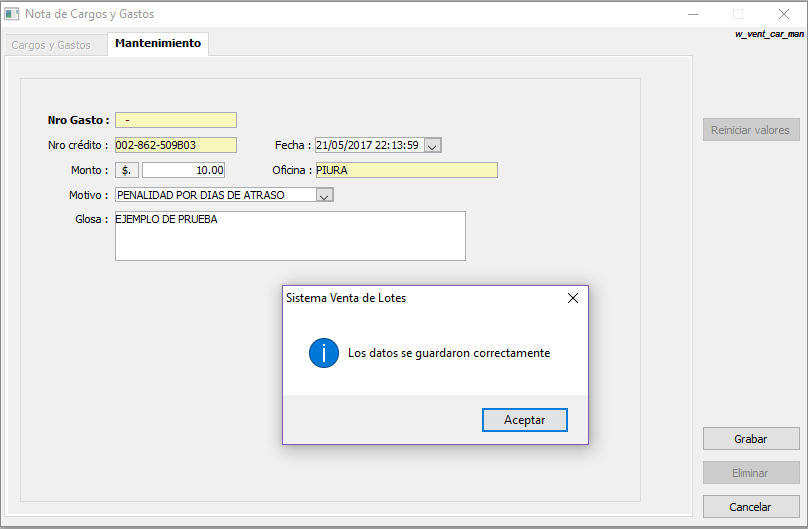 Nota de Cargos y Gastos
Cargos y Gastos Mantenimiento
w_vent_car_man
Nro Gasto : -
Reiniciar valores
Nro crédito : 002-862-509B03 Fecha : 21/05/2017 22:13:59
Monto : $. 10.00 Oficina : PIURA
Motivo : PENALIDAD POR DIAS DE ATRASO
Glosa : EJEMPLO DE PRUEBA
Sistema Venta de Lotes
Los datos se guardaron correctamente
Aceptar
Grabar
Eliminar
Cancelar